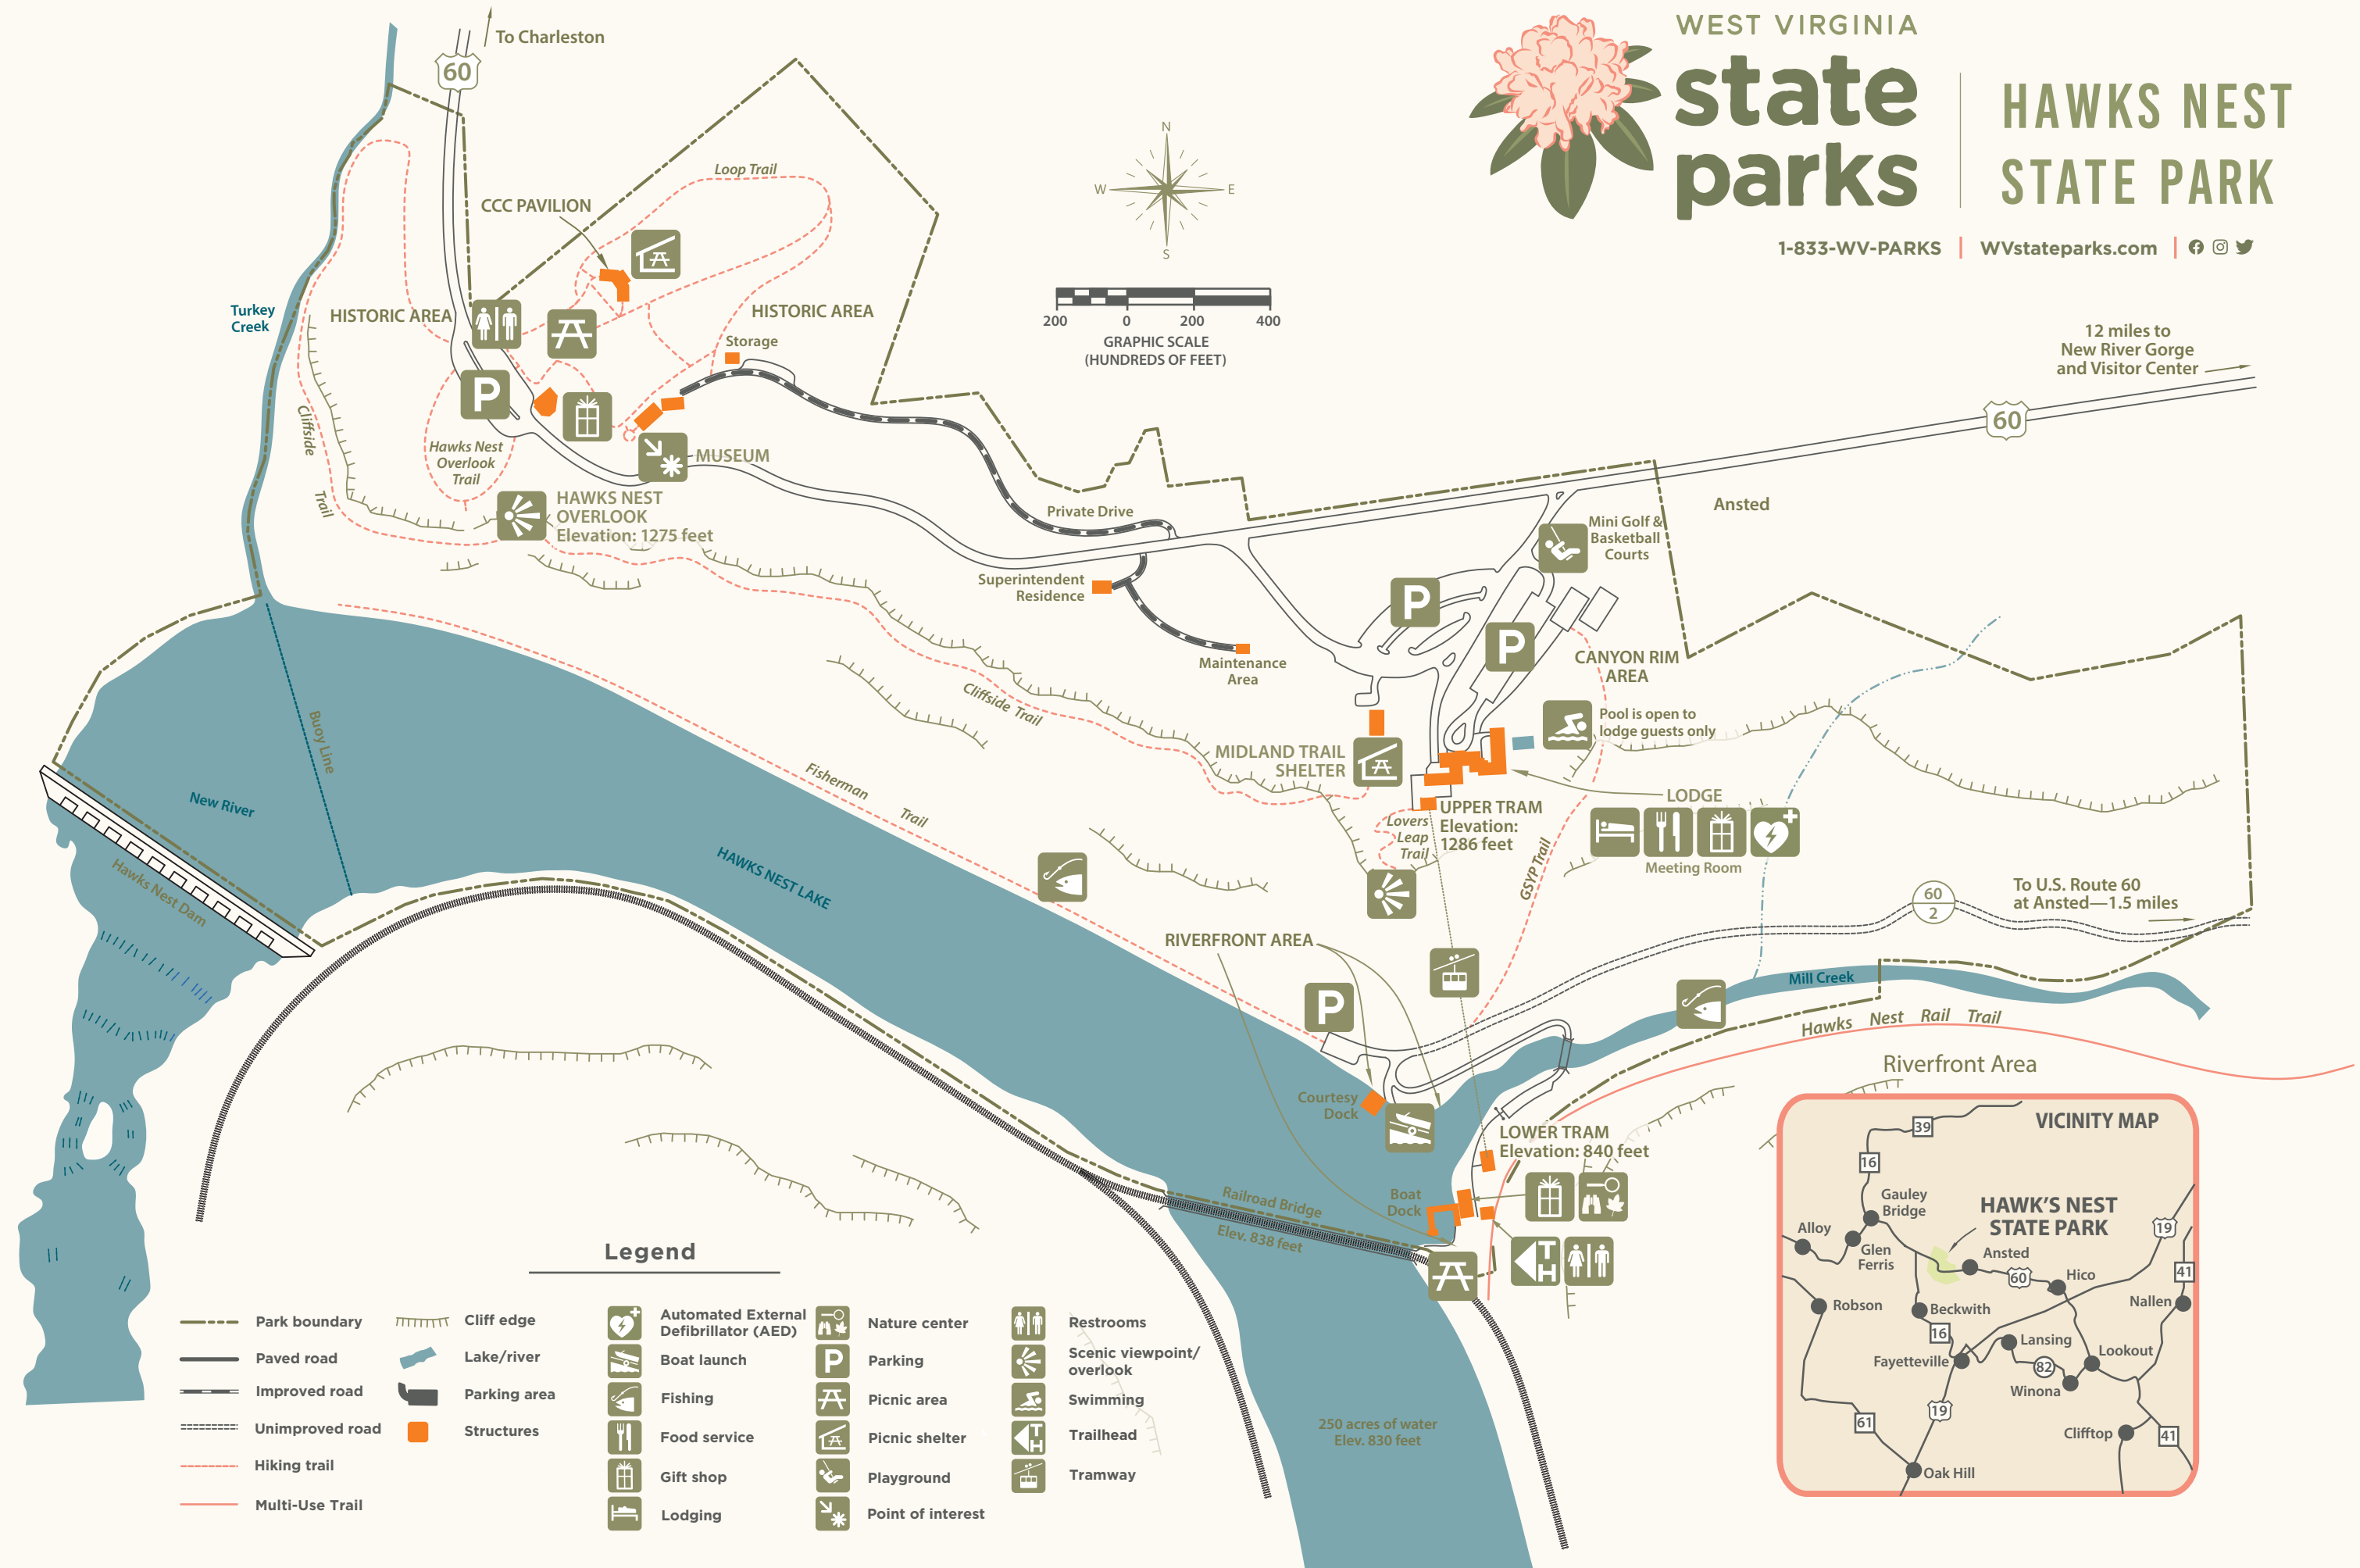 WEST VIRGINIA
state
parks
HAWKS NEST
STATE PARK
1-833-WV-PARKS | WVstateparks.com |
To Charleston
60
Loop Trail
CCC PAVILION
N
W
E
S
Turkey
Creek
HISTORIC AREA
HISTORIC AREA
Storage
P
200 0 200 400
GRAPHIC SCALE
(HUNDREDS OF FEET)
12 miles to
New River Gorge
and Visitor Center
60
Cliffside
Trail
Hawks Nest
Overlook
Trail
MUSEUM
HAWKS NEST
OVERLOOK
Elevation: 1275 feet
Private Drive
Ansted
Mini Golf &
Basketball
Courts
Superintendent
Residence
P
P
Maintenance
Area
CANYON RIM
AREA
Cliffside Trail
Buoy Line
Pool is open to
lodge guests only
MIDLAND TRAIL
SHELTER
LODGE
UPPER TRAM
Elevation:
1286 feet
Lovers
Leap
Trail
GSYP Trail
Meeting Room
Fisherman
Trail
New River
Hawks Nest Dam
HAWKS NEST LAKE
To U.S. Route 60
at Ansted—1.5 miles
60
2
RIVERFRONT AREA
P
Mill Creek
Hawks Nest Rail Trail
Riverfront Area
Courtesy
Dock
LOWER TRAM
Elevation: 840 feet
Boat
Dock
Railroad Bridge
Elev. 838 feet
T
H
250 acres of water
Elev. 830 feet
Legend
Park boundary
Paved road
Improved road
Unimproved road
Hiking trail
Multi-Use Trail
Cliff edge
Lake/river
Parking area
Structures
Automated External
Defibrillator (AED)
Boat launch
Fishing
Food service
Gift shop
Lodging
Nature center
P
Parking
Picnic area
Picnic shelter
Playground
Point of interest
Restrooms
Scenic viewpoint/
overlook
Swimming
T
H
Trailhead
Tramway
VICINITY MAP
39
16
Gauley
Bridge
HAWK'S NEST
STATE PARK
19
Alloy
Glen
Ferris
Ansted
60
Hico
41
Robson
Beckwith
Nallen
16
Lansing
Lookout
Fayetteville
82
Winona
19
61
Clifftop
41
Oak Hill